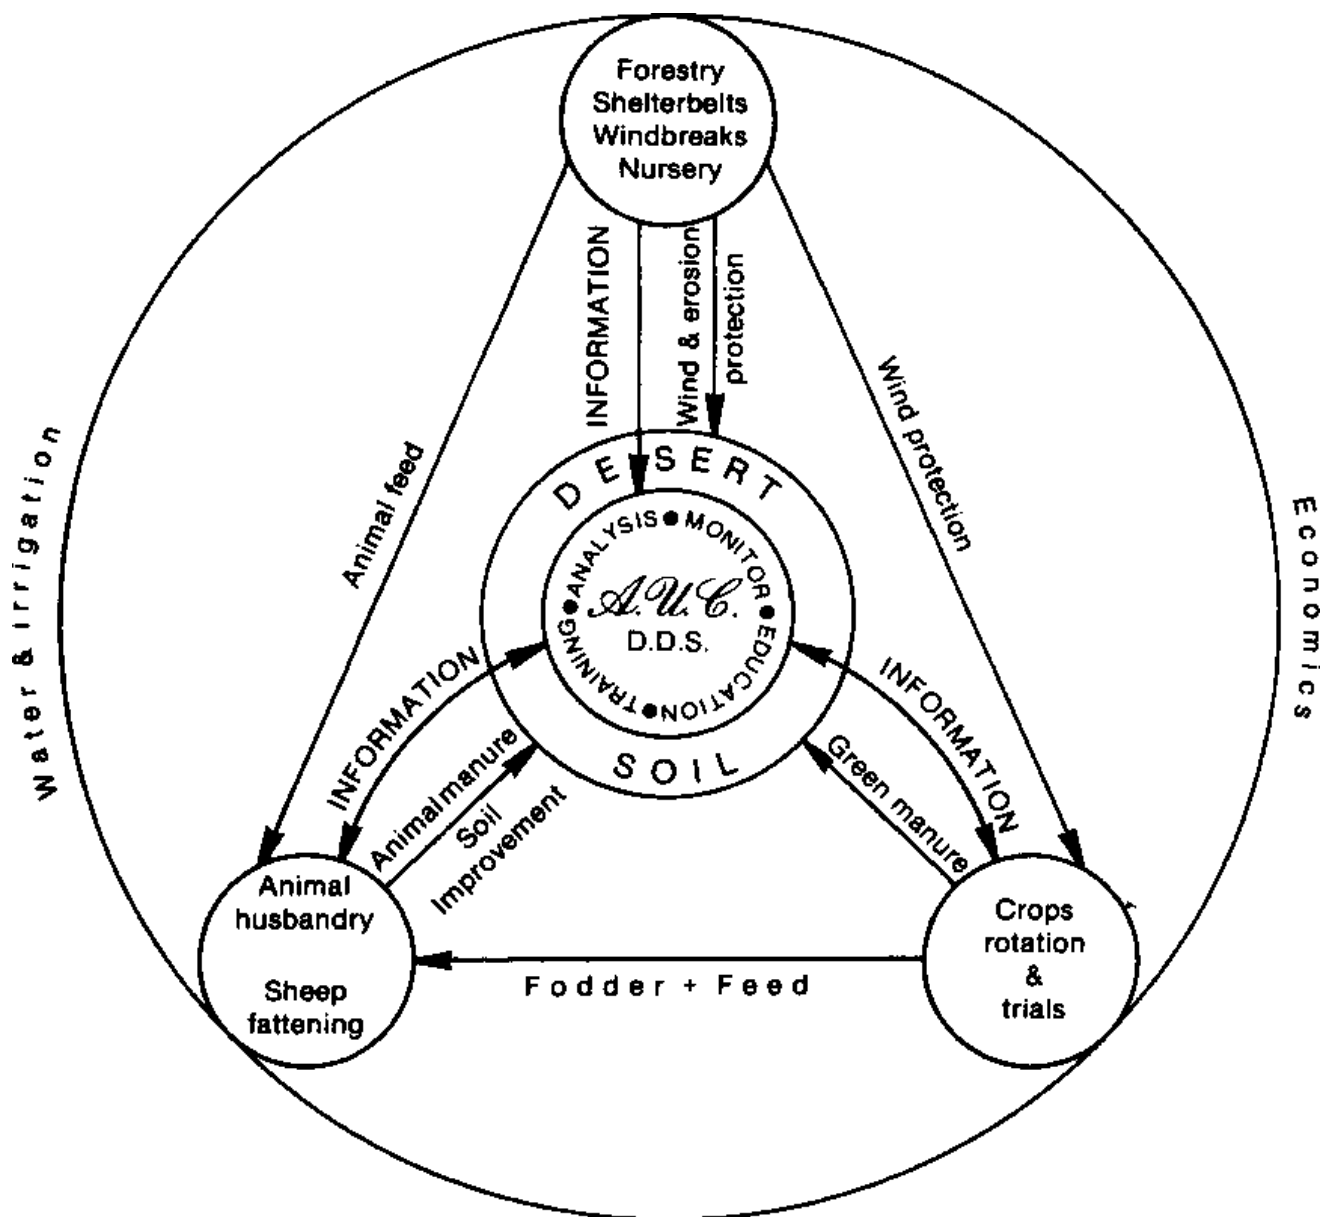 Forestry
Shelterbelts
Windbreaks
Nursery
INFORMATION
Wind & erosion
protection
Wind protection
Animal feed
Water & irrigation
Economics
DESERT
ANALYSIS • MONITOR • EDUCATION • TRAINING •
A.U.C.
D.D.S.
SOIL
INFORMATION
Animal manure
Soil
Improvement
INFORMATION
Green manure
Animal
husbandry
Sheep
fattening
Fodder + Feed
Crops
rotation
&
trials